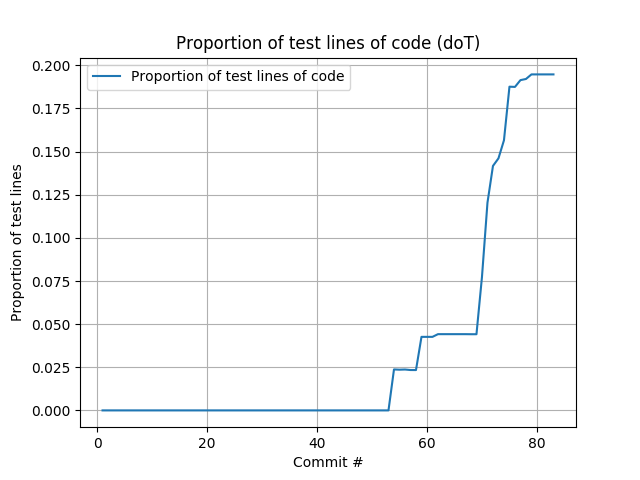 Proportion of test lines of code (doT)
Proportion of test lines of code
Proportion of test lines
0.200
0.175
0.150
0.125
0.100
0.075
0.050
0.025
0.000
0 20 40 60 80
Commit #